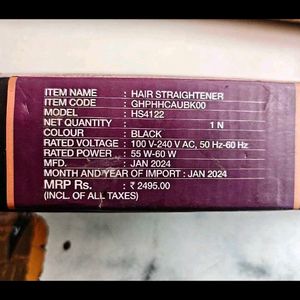 ITEM NAME : HAIR STRAIGHTENER
ITEM CODE : GHPHHCAUBK00
MODEL : HS4122
NET QUANTITY : 1 N
COLOUR : BLACK
RATED VOLTAGE : 100 V-240 V AC, 50 Hz-60 Hz
RATED POWER : 55 W-60 W
MFD. : JAN 2024
MONTH AND YEAR OF IMPORT : JAN 2024
MRP Rs. : ₹ 2495.00
(INCL. OF ALL TAXES)